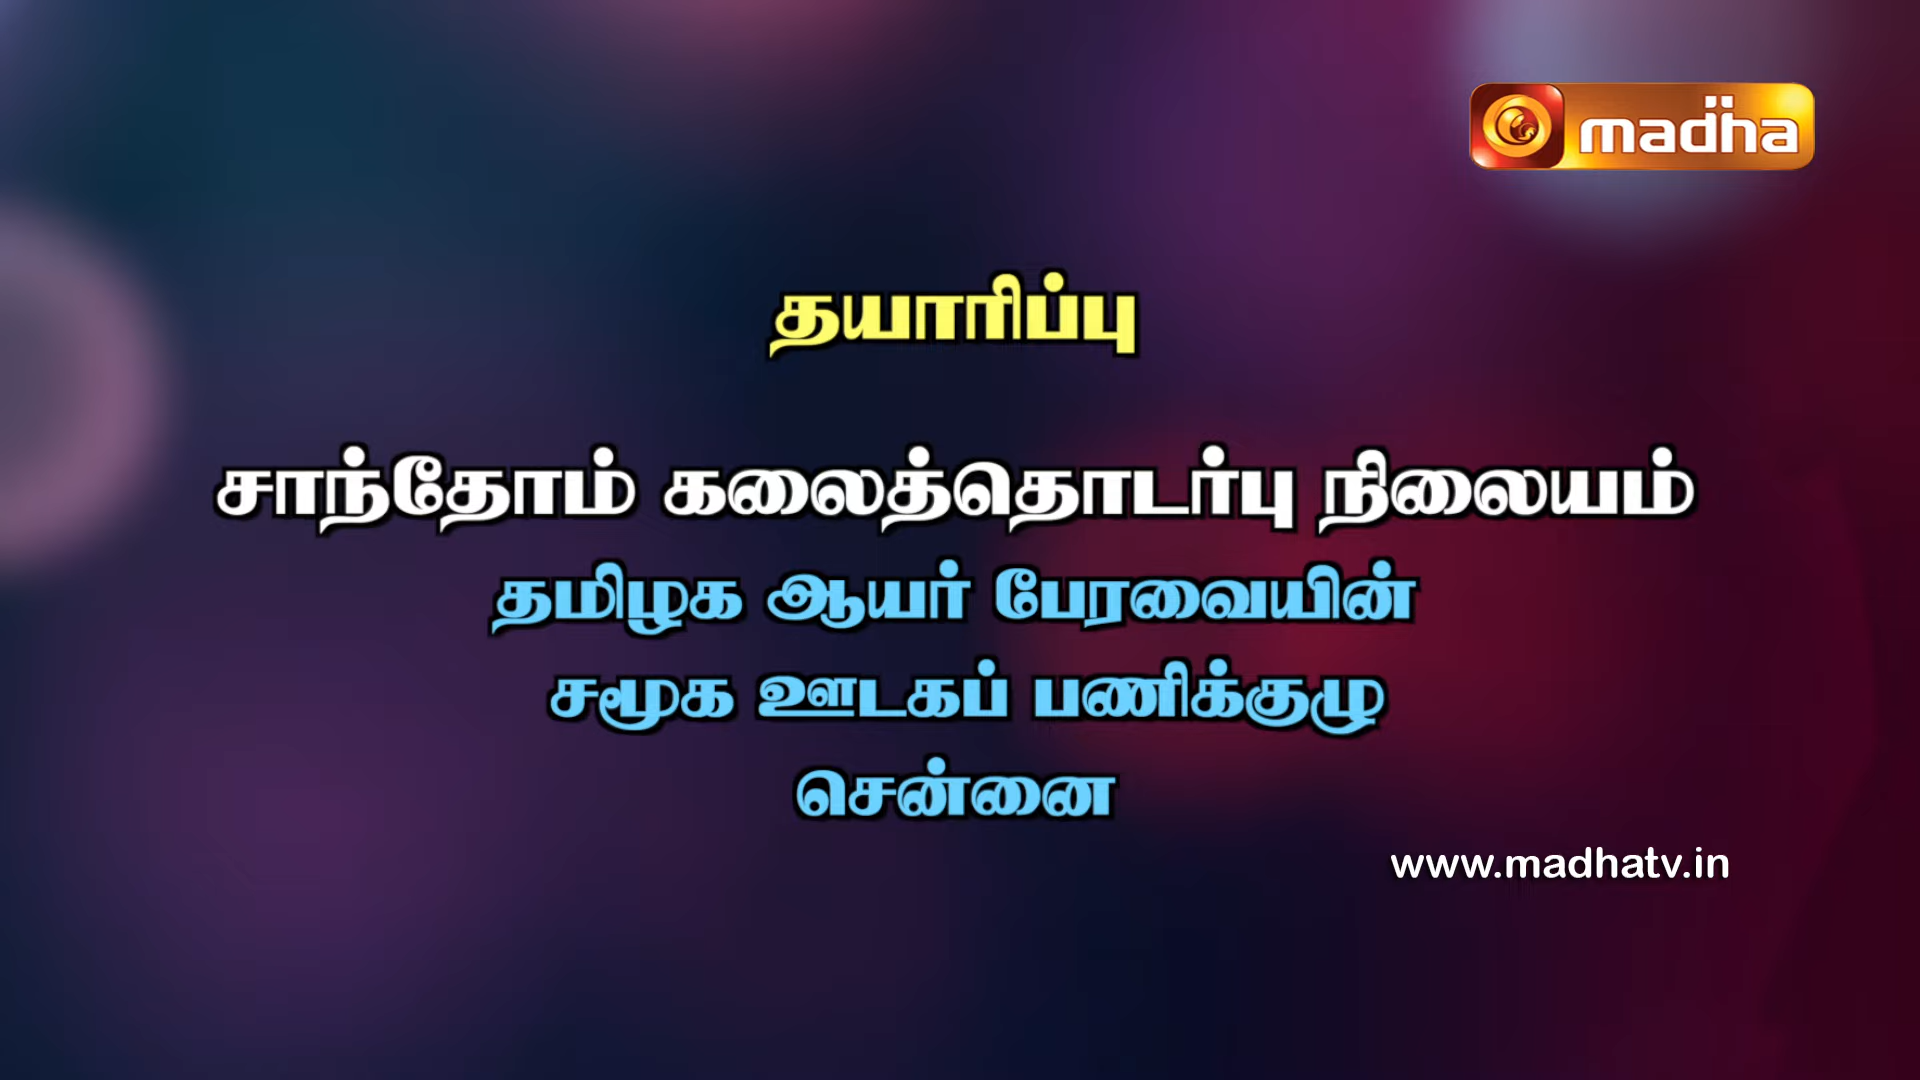 madha
தயாரிப்பு
சாந்தோம் கலைத்தொடர்பு நிலையம்
தமிழக ஆயர் பேரவையின்
சமூக ஊடகப் பணிக்குழு
சென்னை
www.madhatv.in